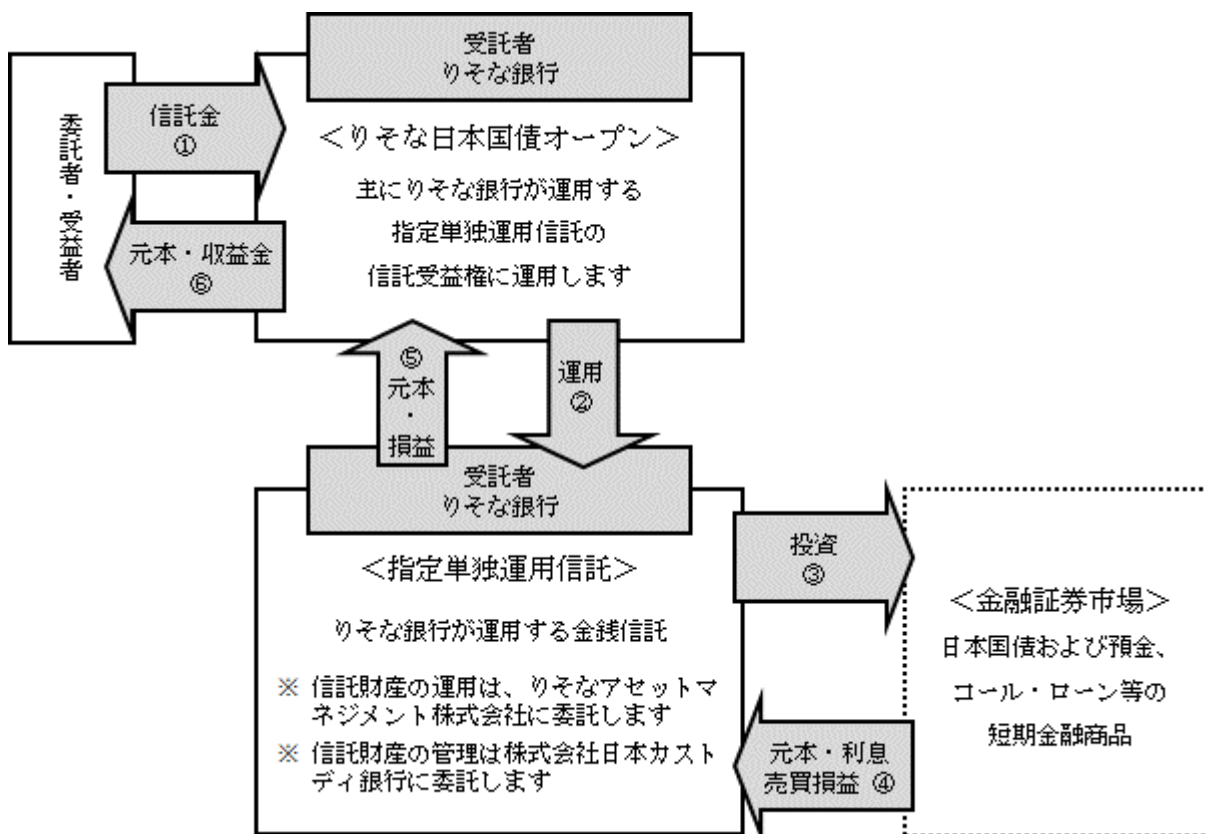 委託者・受益者
信託金
①
受託者
りそな銀行
＜りそな日本国債オープン＞
主にりそな銀行が運用する
指定単独運用信託の
信託受益権に運用します
元本・収益金
⑥
⑤
元本
・
損益
運用
②
受託者
りそな銀行
＜指定単独運用信託＞
りそな銀行が運用する金銭信託
※ 信託財産の運用は、りそなアセットマ
ネジメント株式会社に委託します
※ 信託財産の管理は株式会社日本カスト
ディ銀行に委託します
投資
③
＜金融証券市場＞
日本国債および預金、
コール・ローン等の
短期金融商品
元本・利息
売買損益 ④